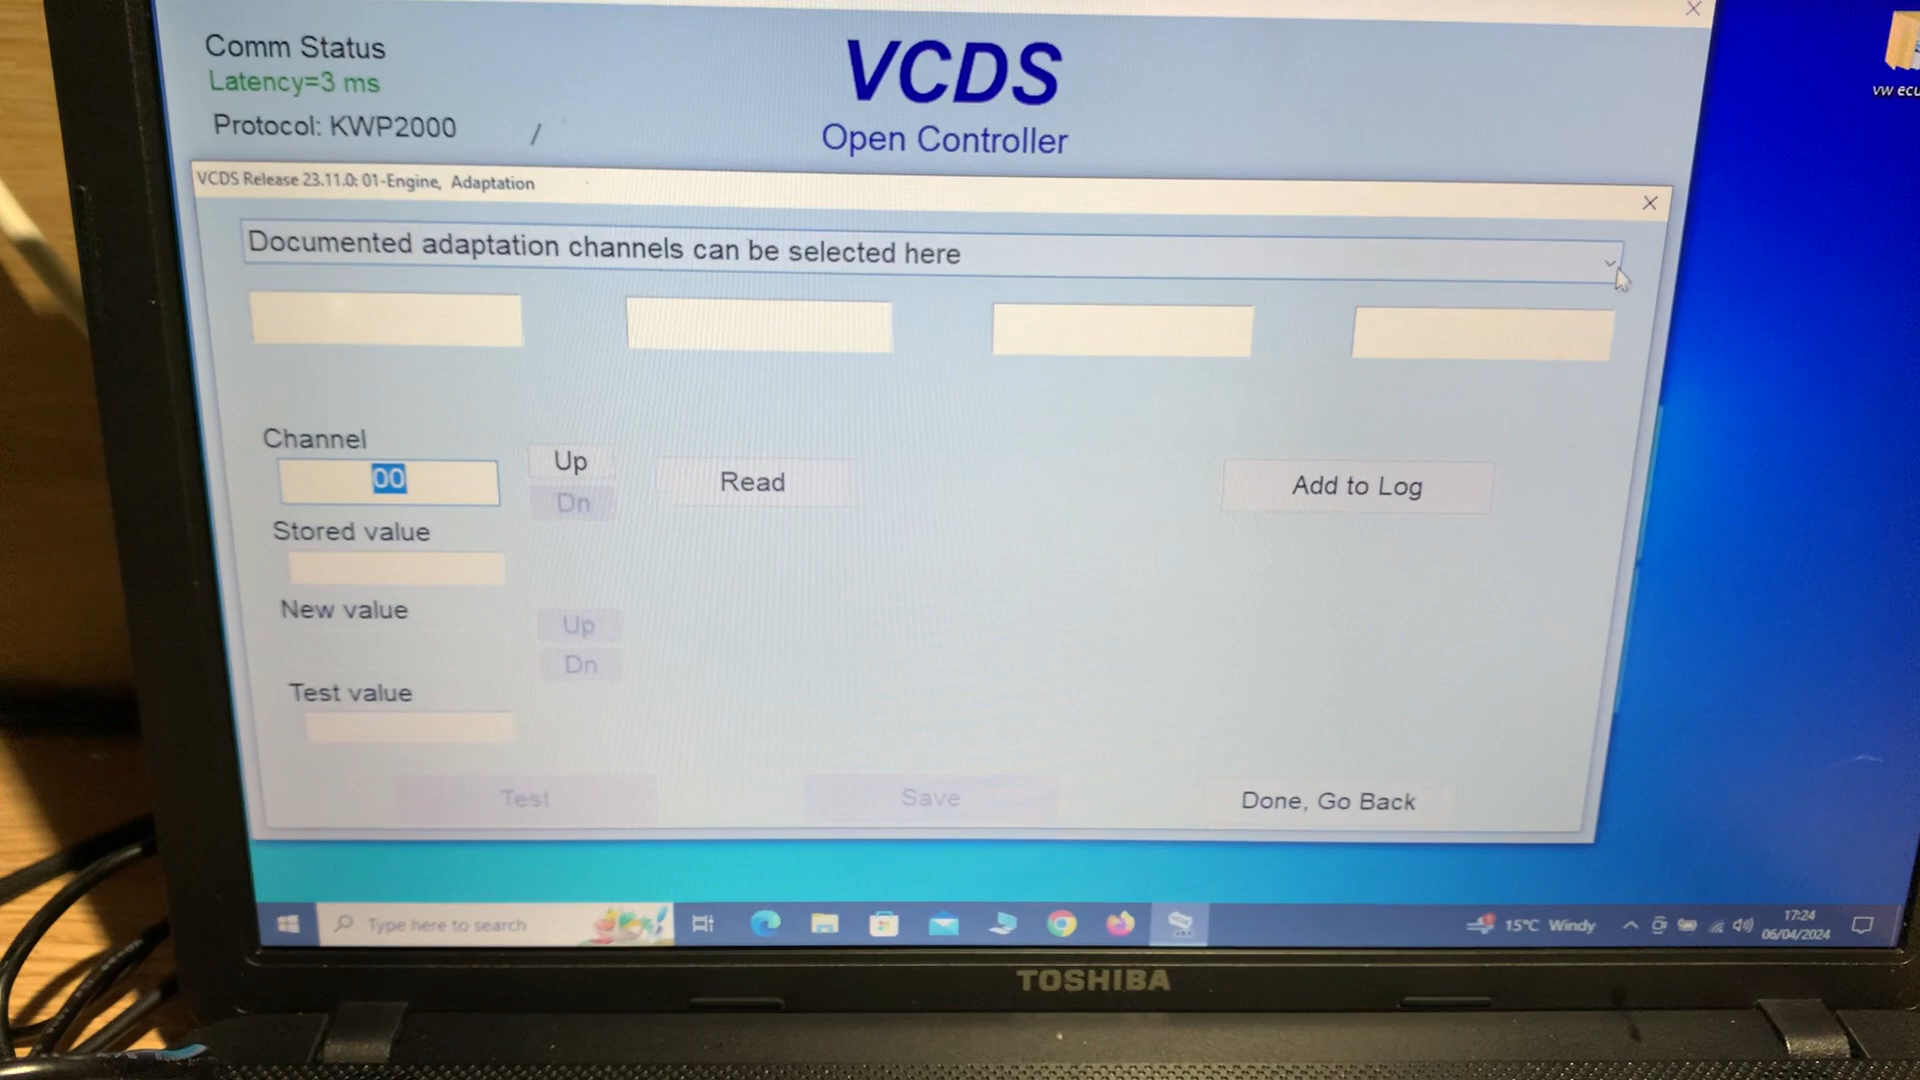 Comm Status
Latency=3 ms
Protocol: KWP2000 /
VCDS
Open Controller
VCDS Release 23.11.0: 01-Engine, Adaptation
Documented adaptation channels can be selected here
Channel
00
Up
Dn
Read
Add to Log
Stored value
New value
Up
Dn
Test value
Test
Save
Done, Go Back
vw ecu
Type here to search
15°C Windy
17:24
06/04/2024
TOSHIBA